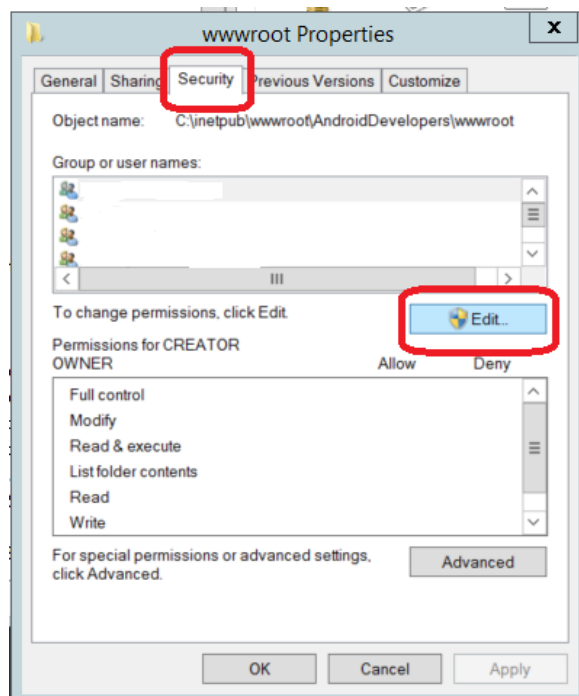 wwwroot Properties
x
General Sharing Security Previous Versions Customize
Object name: C:\inetpub\wwwroot\AndroidDevelopers\wwwroot
Group or user names:
To change permissions, click Edit.
Edit...
Permissions for CREATOR
OWNER Allow Deny
Full control
Modify
Read & execute
List folder contents
Read
Write
For special permissions or advanced settings,
click Advanced.
Advanced
OK Cancel Apply